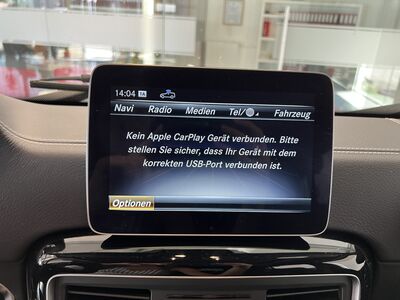 14:04 TA
Navi Radio Medien Tel/ Fahrzeug
Kein Apple CarPlay Gerät verbunden. Bitte
stellen Sie sicher, dass Ihr Gerät mit dem
korrekten USB-Port verbunden ist.
Optionen